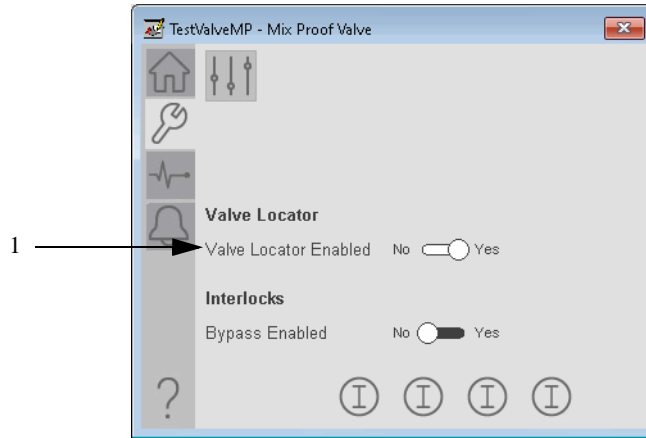 TestValveMP - Mix Proof Valve
Valve Locator
1 Valve Locator Enabled No Yes
Interlocks
Bypass Enabled No Yes
? I I I I